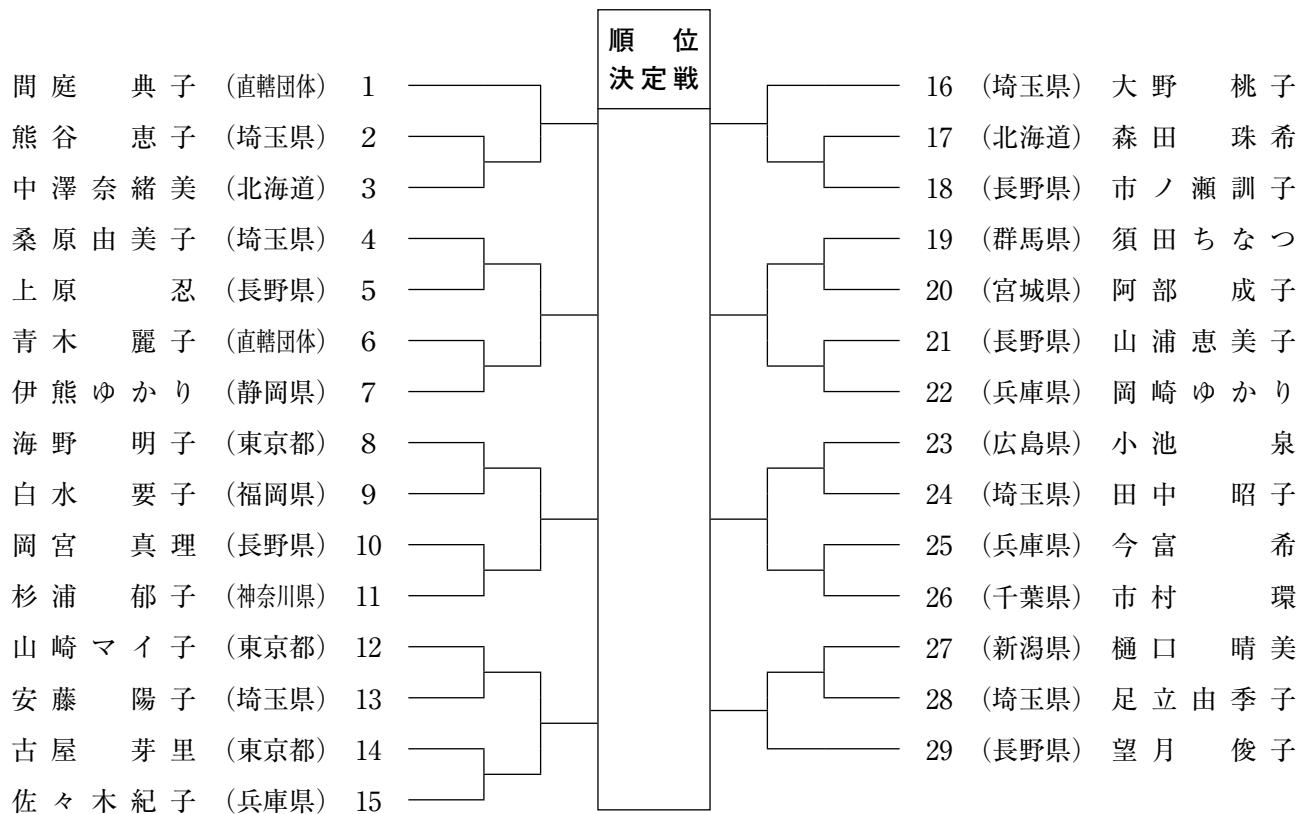 順位
決定戦
間庭 典子 (直轄団体) 1
熊谷 恵子 (埼玉県) 2
中澤奈緒美 (北海道) 3
桑原由美子 (埼玉県) 4
上原 忍 (長野県) 5
青木 麗子 (直轄団体) 6
伊熊ゆかり (静岡県) 7
海野 明子 (東京都) 8
白水 要子 (福岡県) 9
岡宮 真理 (長野県) 10
杉浦 郁子 (神奈川県) 11
山崎マイ子 (東京都) 12
安藤 陽子 (埼玉県) 13
古屋 芽里 (東京都) 14
佐々木紀子 (兵庫県) 15
16 (埼玉県) 大野 桃子
17 (北海道) 森田 珠希
18 (長野県) 市ノ瀬訓子
19 (群馬県) 須田ちなつ
20 (宮城県) 阿部 成子
21 (長野県) 山浦恵美子
22 (兵庫県) 岡崎ゆかり
23 (広島県) 小池 泉
24 (埼玉県) 田中 昭子
25 (兵庫県) 今富 希
26 (千葉県) 市村 環
27 (新潟県) 樋口 晴美
28 (埼玉県) 足立由季子
29 (長野県) 望月 俊子